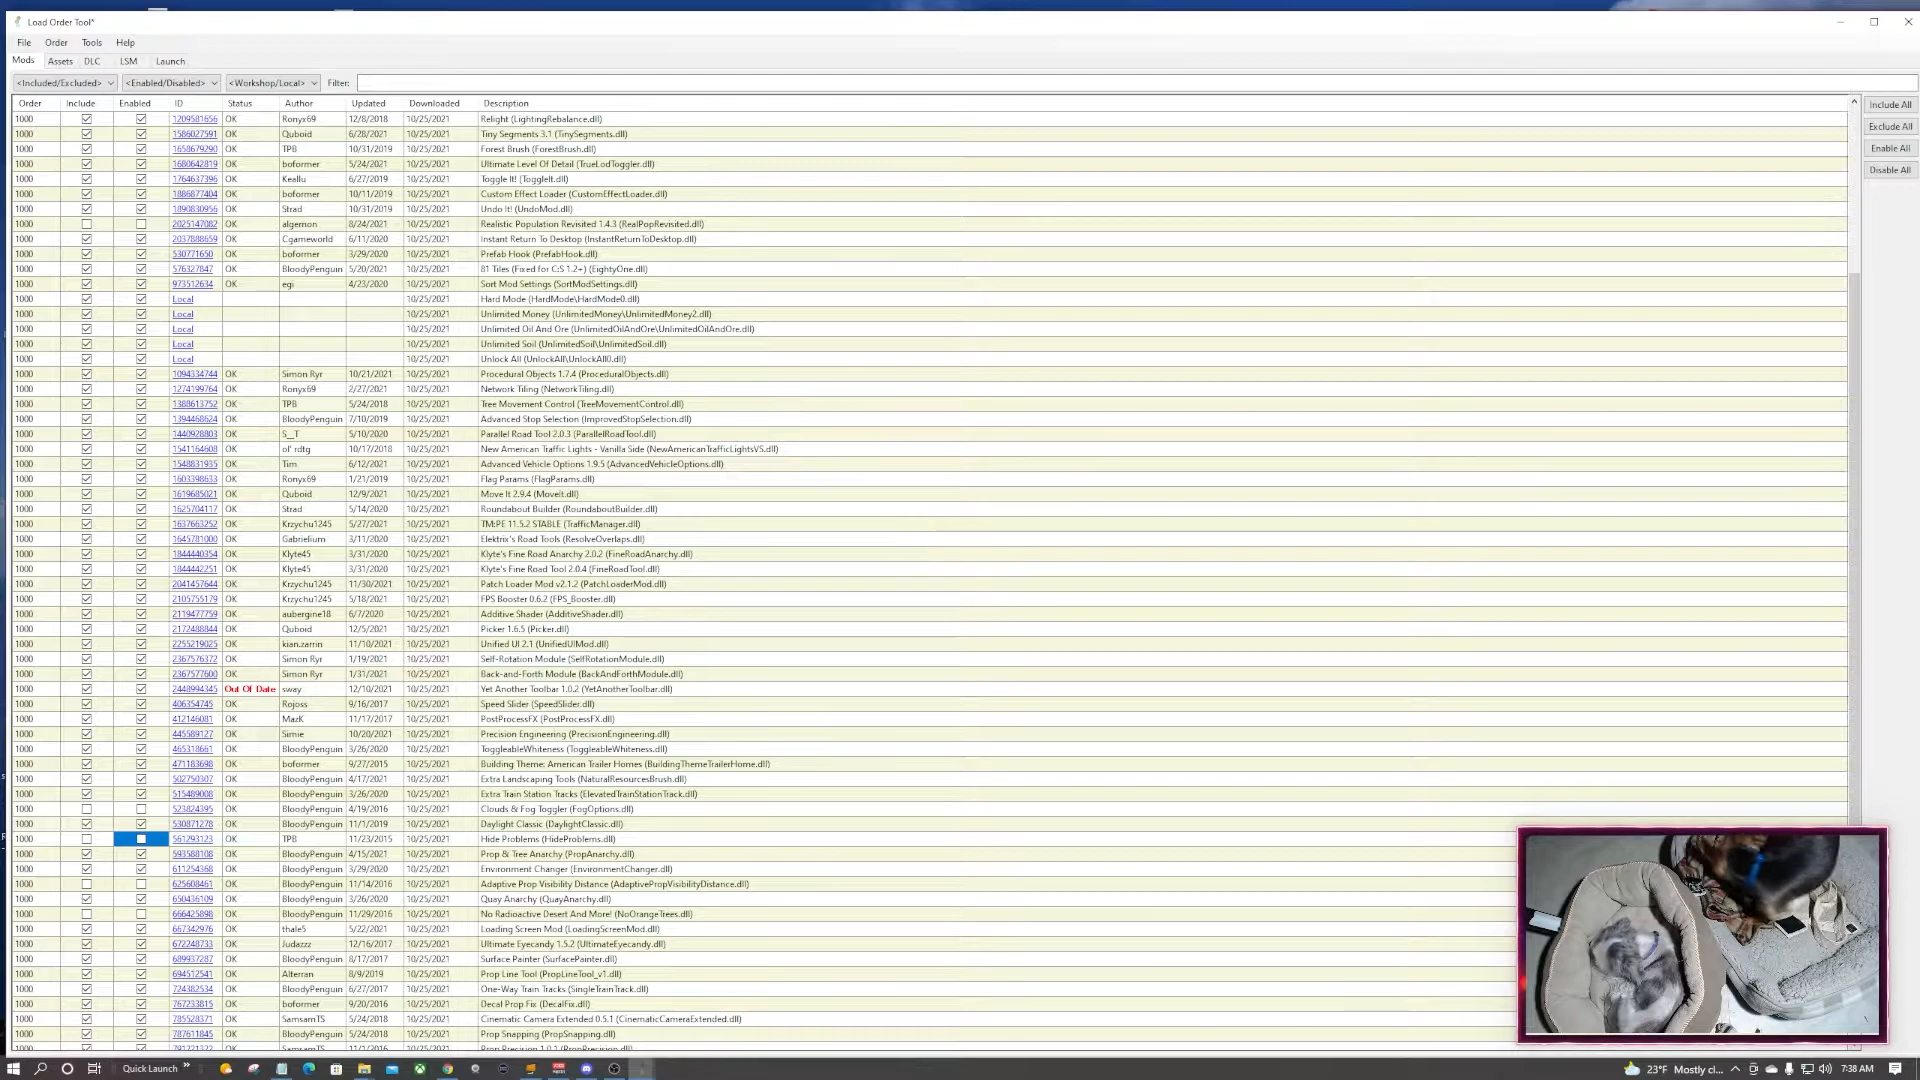 Load Order Tool*
File Order Tools Help
Mods Assets DLC LSM Launch
<Included/Excluded> <Enabled/Disabled> <Workshop/Local> Filter:
Order Include Enabled ID Status Author Updated Downloaded Description
Include All
Exclude All
Enable All
Disable All
1000 1209581656 OK Ronyx69 12/8/2018 10/25/2021 Relight (LightingRebalance.dll)
1000 1586027591 OK Quboid 6/28/2021 10/25/2021 Tiny Segments 3.1 (TinySegments.dll)
1000 1658679290 OK TPB 10/31/2019 10/25/2021 Forest Brush (ForestBrush.dll)
1000 1680642819 OK boformer 5/24/2021 10/25/2021 Ultimate Level Of Detail (TrueLodToggler.dll)
1000 1764637396 OK Keallu 6/27/2019 10/25/2021 Toggle It! (ToggleIt.dll)
1000 1886877404 OK boformer 10/11/2019 10/25/2021 Custom Effect Loader (CustomEffectLoader.dll)
1000 1890830956 OK Strad 10/31/2019 10/25/2021 Undo It! (UndoMod.dll)
1000 2025147082 OK algernon 8/24/2021 10/25/2021 Realistic Population Revisited 1.4.3 (RealPopRevisited.dll)
1000 2037888659 OK Cgameworld 6/11/2020 10/25/2021 Instant Return To Desktop (InstantReturnToDesktop.dll)
1000 530771650 OK boformer 3/29/2020 10/25/2021 Prefab Hook (PrefabHook.dll)
1000 576327847 OK BloodyPenguin 5/20/2021 10/25/2021 81 Tiles (Fixed for C:S 1.2+) (EightyOne.dll)
1000 973512634 OK egi 4/23/2020 10/25/2021 Sort Mod Settings (SortModSettings.dll)
1000 Local 10/25/2021 Hard Mode (HardMode\HardMode0.dll)
1000 Local 10/25/2021 Unlimited Money (UnlimitedMoney\UnlimitedMoney2.dll)
1000 Local 10/25/2021 Unlimited Oil And Ore (UnlimitedOilAndOre\UnlimitedOilAndOre.dll)
1000 Local 10/25/2021 Unlimited Soil (UnlimitedSoil\UnlimitedSoil.dll)
1000 Local 10/25/2021 Unlock All (UnlockAll\UnlockAll0.dll)
1000 1094334744 OK Simon Ryr 10/21/2021 10/25/2021 Procedural Objects 1.7.4 (ProceduralObjects.dll)
1000 1274199764 OK Ronyx69 2/27/2021 10/25/2021 Network Tiling (NetworkTiling.dll)
1000 1388613752 OK TPB 5/24/2018 10/25/2021 Tree Movement Control (TreeMovementControl.dll)
1000 1394468624 OK BloodyPenguin 7/10/2019 10/25/2021 Advanced Stop Selection (ImprovedStopSelection.dll)
1000 1440928803 OK S__T 5/10/2020 10/25/2021 Parallel Road Tool 2.0.3 (ParallelRoadTool.dll)
1000 1541164608 OK ol' rdtg 10/17/2018 10/25/2021 New American Traffic Lights - Vanilla Side (NewAmericanTrafficLightsVS.dll)
1000 1548831935 OK Tim 6/12/2021 10/25/2021 Advanced Vehicle Options 1.9.5 (AdvancedVehicleOptions.dll)
1000 1603398633 OK Ronyx69 1/21/2019 10/25/2021 Flag Params (FlagParams.dll)
1000 1619685021 OK Quboid 12/9/2021 10/25/2021 Move It 2.9.4 (MoveIt.dll)
1000 1625704117 OK Strad 5/14/2020 10/25/2021 Roundabout Builder (RoundaboutBuilder.dll)
1000 1637663252 OK Krzychu1245 5/27/2021 10/25/2021 TM:PE 11.5.2 STABLE (TrafficManager.dll)
1000 1645781000 OK Gabrielium 3/11/2020 10/25/2021 Elektrix's Road Tools (ResolveOverlaps.dll)
1000 1844440354 OK Klyte45 3/31/2020 10/25/2021 Klyte's Fine Road Anarchy 2.0.2 (FineRoadAnarchy.dll)
1000 1844442251 OK Klyte45 3/31/2020 10/25/2021 Klyte's Fine Road Tool 2.0.4 (FineRoadTool.dll)
1000 2041457644 OK Krzychu1245 11/30/2021 10/25/2021 Patch Loader Mod v2.1.2 (PatchLoaderMod.dll)
1000 2105755179 OK Krzychu1245 5/18/2021 10/25/2021 FPS Booster 0.6.2 (FPS_Booster.dll)
1000 2119477759 OK aubergine18 6/7/2020 10/25/2021 Additive Shader (AdditiveShader.dll)
1000 2172488844 OK Quboid 12/5/2021 10/25/2021 Picker 1.6.5 (Picker.dll)
1000 2255219025 OK kian.zarrin 11/10/2021 10/25/2021 Unified UI 2.1 (UnifiedUIMod.dll)
1000 2367576372 OK Simon Ryr 1/19/2021 10/25/2021 Self-Rotation Module (SelfRotationModule.dll)
1000 2367577600 OK Simon Ryr 1/31/2021 10/25/2021 Back-and-Forth Module (BackAndForthModule.dll)
1000 2448994345 Out Of Date sway 12/10/2021 10/25/2021 Yet Another Toolbar 1.0.2 (YetAnotherToolbar.dll)
1000 406354745 OK Rojoss 9/16/2017 10/25/2021 Speed Slider (SpeedSlider.dll)
1000 412146081 OK MazK 11/17/2017 10/25/2021 PostProcessFX (PostProcessFX.dll)
1000 445589127 OK Simie 10/20/2021 10/25/2021 Precision Engineering (PrecisionEngineering.dll)
1000 465318661 OK BloodyPenguin 3/26/2020 10/25/2021 ToggleableWhiteness (ToggleableWhiteness.dll)
1000 471183698 OK boformer 9/27/2015 10/25/2021 Building Theme: American Trailer Homes (BuildingThemeTrailerHome.dll)
1000 502750307 OK BloodyPenguin 4/17/2021 10/25/2021 Extra Landscaping Tools (NaturalResourcesBrush.dll)
1000 515489008 OK BloodyPenguin 3/26/2020 10/25/2021 Extra Train Station Tracks (ElevatedTrainStationTrack.dll)
1000 523824395 OK BloodyPenguin 4/19/2016 10/25/2021 Clouds & Fog Toggler (FogOptions.dll)
1000 530871278 OK BloodyPenguin 11/1/2019 10/25/2021 Daylight Classic (DaylightClassic.dll)
1000 561293123 OK TPB 11/23/2015 10/25/2021 Hide Problems (HideProblems.dll)
1000 593588108 OK BloodyPenguin 4/15/2021 10/25/2021 Prop & Tree Anarchy (PropAnarchy.dll)
1000 611254368 OK BloodyPenguin 3/29/2020 10/25/2021 Environment Changer (EnvironmentChanger.dll)
1000 625608461 OK BloodyPenguin 11/14/2016 10/25/2021 Adaptive Prop Visibility Distance (AdaptivePropVisibilityDistance.dll)
1000 650436109 OK BloodyPenguin 3/26/2020 10/25/2021 Quay Anarchy (QuayAnarchy.dll)
1000 666425898 OK BloodyPenguin 11/29/2016 10/25/2021 No Radioactive Desert And More! (NoOrangeTrees.dll)
1000 667342976 OK thale5 5/22/2021 10/25/2021 Loading Screen Mod (LoadingScreenMod.dll)
1000 672248733 OK Judazzz 12/16/2017 10/25/2021 Ultimate Eyecandy 1.5.2 (UltimateEyecandy.dll)
1000 689937287 OK BloodyPenguin 8/17/2017 10/25/2021 Surface Painter (SurfacePainter.dll)
1000 694512541 OK Alterran 8/9/2019 10/25/2021 Prop Line Tool (PropLineTool_v1.dll)
1000 724382534 OK BloodyPenguin 6/27/2017 10/25/2021 One-Way Train Tracks (SingleTrainTrack.dll)
1000 767233815 OK boformer 9/20/2016 10/25/2021 Decal Prop Fix (DecalFix.dll)
1000 785528371 OK SamsamTS 5/24/2018 10/25/2021 Cinematic Camera Extended 0.5.1 (CinematicCameraExtended.dll)
1000 787611845 OK BloodyPenguin 5/24/2018 10/25/2021 Prop Snapping (PropSnapping.dll)
1000 791221322 OK SamsamTS 11/1/2016 10/25/2021 Prop Precision 1.0.1 (PropPrecision.dll)
Quick Launch »
23°F Mostly cl... 7:38 AM